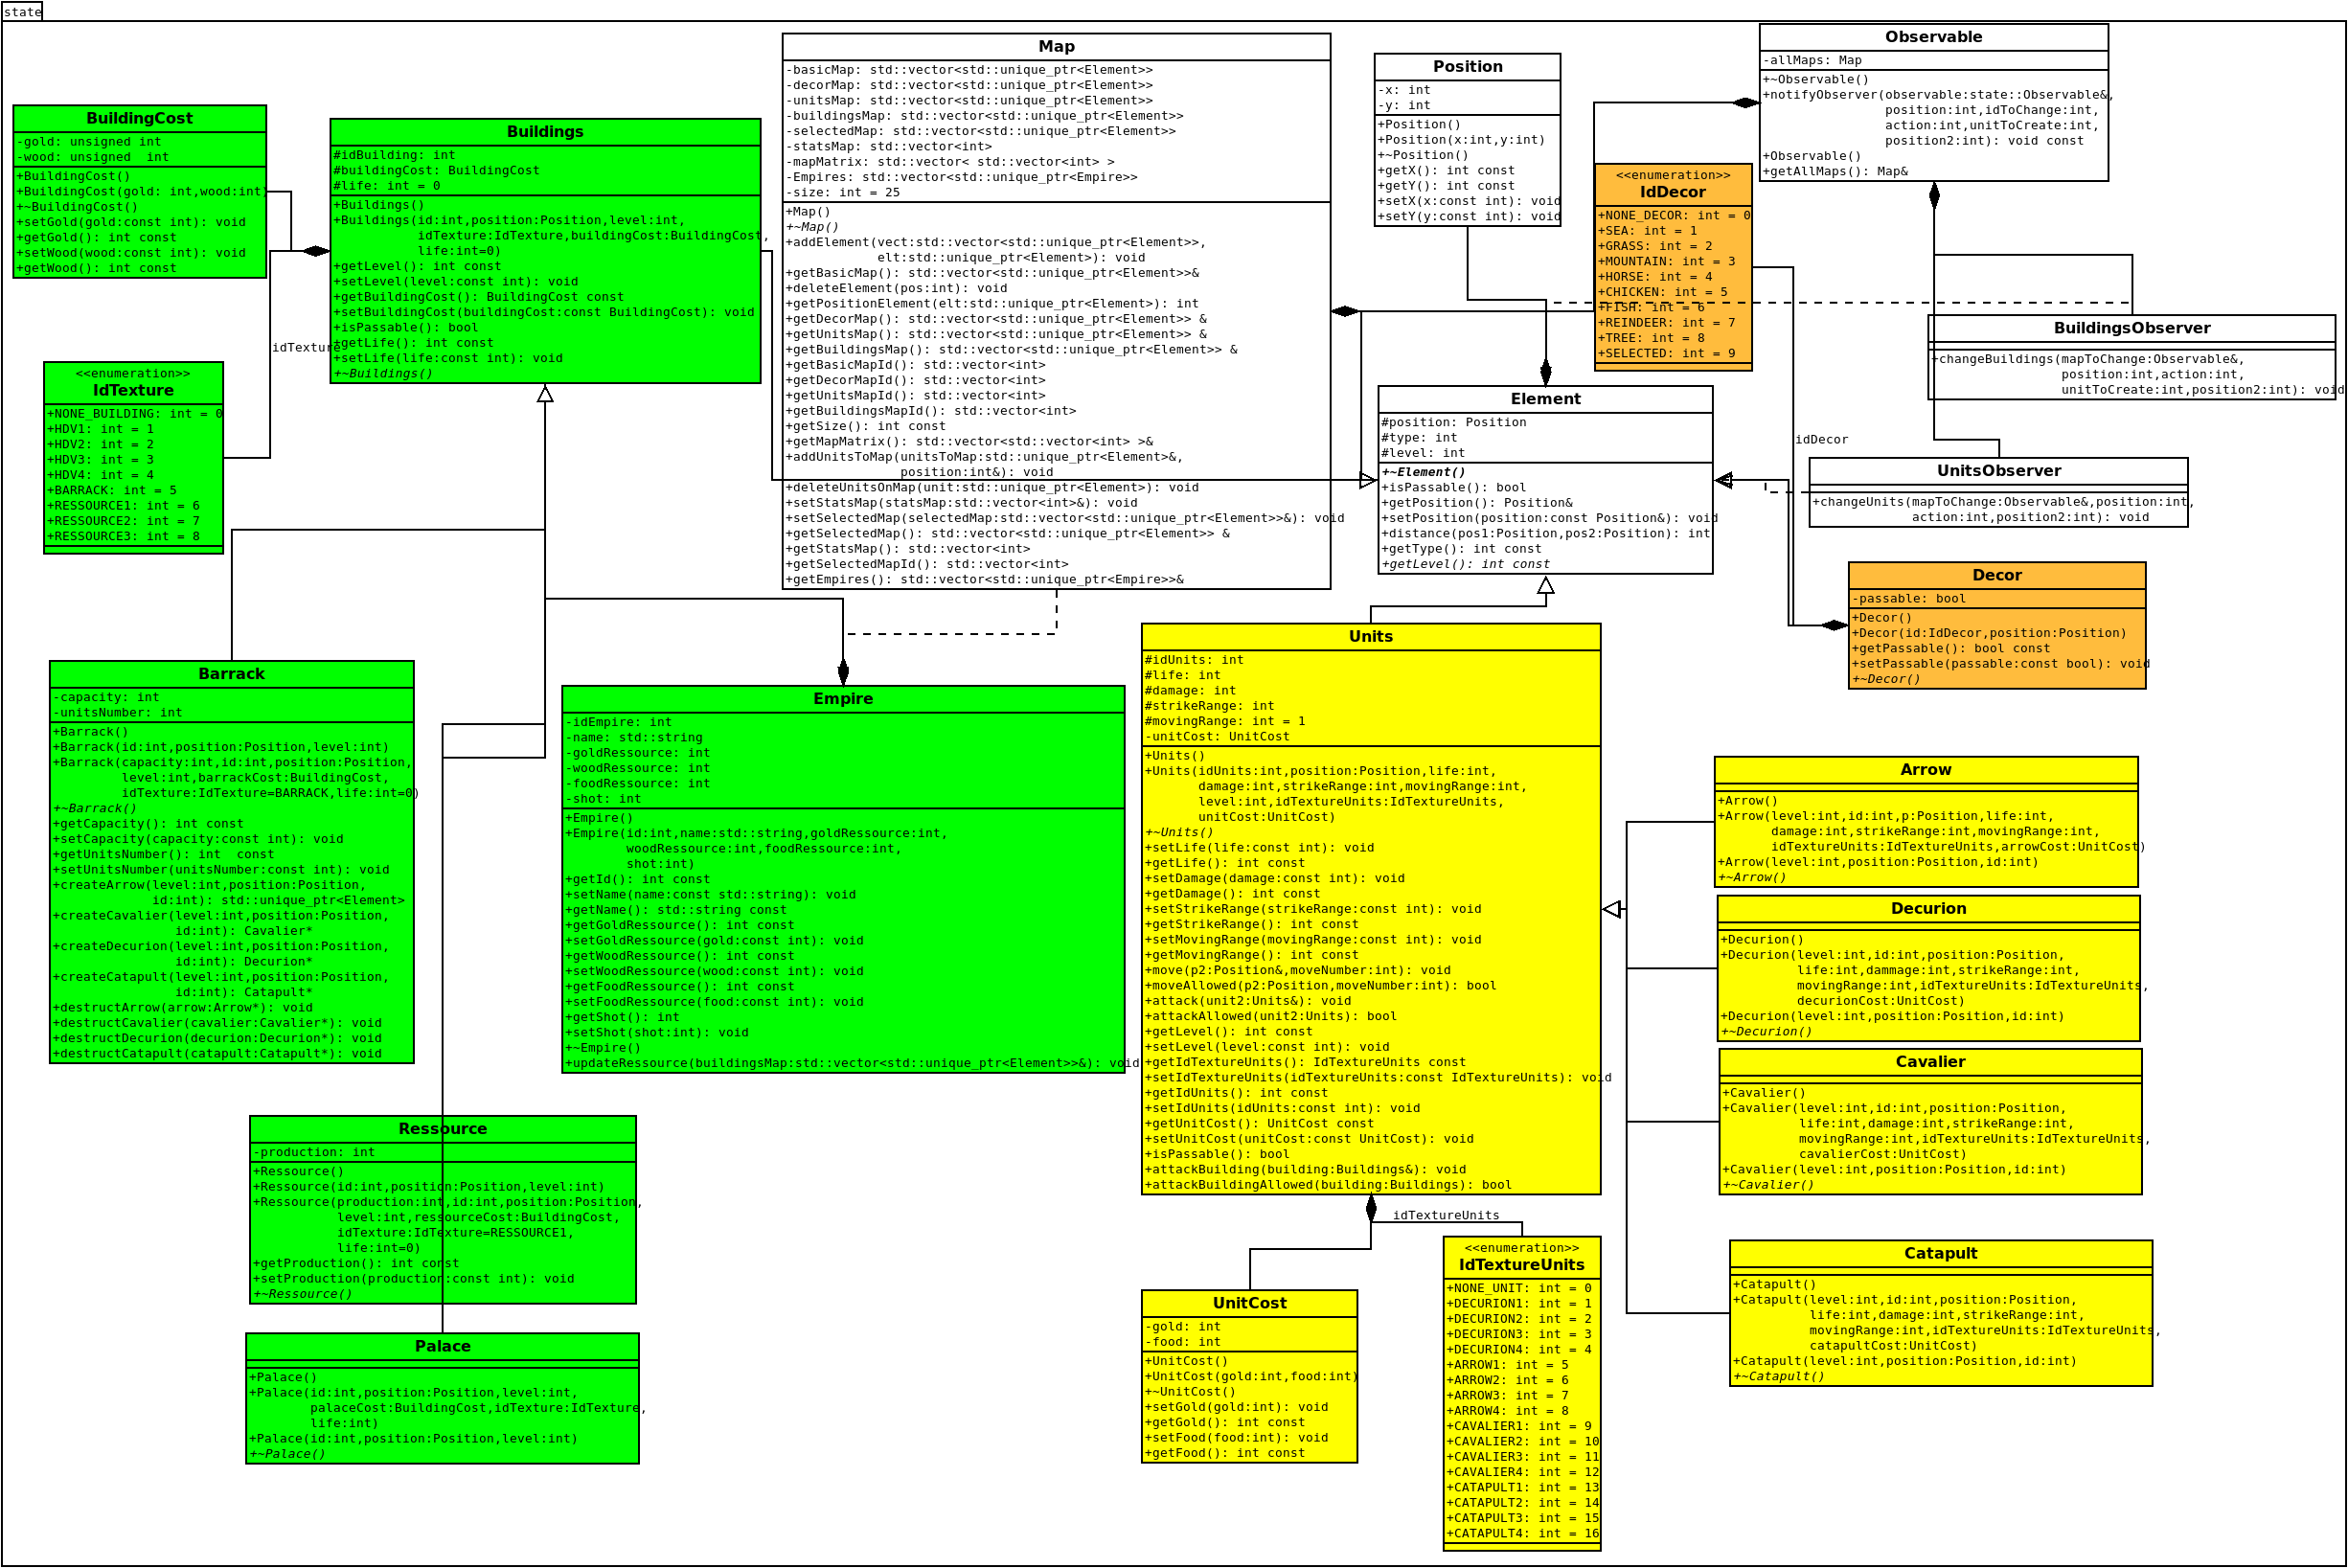 state
BuildingCost
-gold: unsigned int
-wood: unsigned  int
+BuildingCost()
+BuildingCost(gold: int,wood:int)
+~BuildingCost()
+setGold(gold:const int): void
+getGold(): int const
+setWood(wood:const int): void
+getWood(): int const
Buildings
#idBuilding: int
#buildingCost: BuildingCost
#life: int = 0
+Buildings()
+Buildings(id:int,position:Position,level:int,
idTexture:IdTexture,buildingCost:BuildingCost,
life:int=0)
+getLevel(): int const
+setLevel(level:const int): void
+getBuildingCost(): BuildingCost const
+setBuildingCost(buildingCost:const BuildingCost): void
+isPassable(): bool
+getLife(): int const
+setLife(life:const int): void
+~Buildings()
idTexture
<<enumeration>>
IdTexture
+NONE_BUILDING: int = 0
+HDV1: int = 1
+HDV2: int = 2
+HDV3: int = 3
+HDV4: int = 4
+BARRACK: int = 5
+RESSOURCE1: int = 6
+RESSOURCE2: int = 7
+RESSOURCE3: int = 8
Map
-basicMap: std::vector<std::unique_ptr<Element>>
-decorMap: std::vector<std::unique_ptr<Element>>
-unitsMap: std::vector<std::unique_ptr<Element>>
-buildingsMap: std::vector<std::unique_ptr<Element>>
-selectedMap: std::vector<std::unique_ptr<Element>>
-statsMap: std::vector<int>
-mapMatrix: std::vector< std::vector<int> >
-Empires: std::vector<std::unique_ptr<Empire>>
-size: int = 25
+Map()
+~Map()
+addElement(vect:std::vector<std::unique_ptr<Element>>,
elt:std::unique_ptr<Element>): void
+getBasicMap(): std::vector<std::unique_ptr<Element>>&
+deleteElement(pos:int): void
+getPositionElement(elt:std::unique_ptr<Element>): int
+getDecorMap(): std::vector<std::unique_ptr<Element>> &
+getUnitsMap(): std::vector<std::unique_ptr<Element>> &
+getBuildingsMap(): std::vector<std::unique_ptr<Element>> &
+getBasicMapId(): std::vector<int>
+getDecorMapId(): std::vector<int>
+getUnitsMapId(): std::vector<int>
+getBuildingsMapId(): std::vector<int>
+getSize(): int const
+getMapMatrix(): std::vector<std::vector<int> >&
+addUnitsToMap(unitsToMap:std::unique_ptr<Element>&,
position:int&): void
+deleteUnitsOnMap(unit:std::unique_ptr<Element>): void
+setStatsMap(statsMap:std::vector<int>&): void
+setSelectedMap(selectedMap:std::vector<std::unique_ptr<Element>>&): void
+getSelectedMap(): std::vector<std::unique_ptr<Element>> &
+getStatsMap(): std::vector<int>
+getSelectedMapId(): std::vector<int>
+getEmpires(): std::vector<std::unique_ptr<Empire>>&
Position
-x: int
-y: int
+Position()
+Position(x:int,y:int)
+~Position()
+getX(): int const
+getY(): int const
+setX(x:const int): void
+setY(y:const int): void
<<enumeration>>
IdDecor
+NONE_DECOR: int = 0
+SEA: int = 1
+GRASS: int = 2
+MOUNTAIN: int = 3
+HORSE: int = 4
+CHICKEN: int = 5
+FISH: int = 6
+REINDEER: int = 7
+TREE: int = 8
+SELECTED: int = 9
Observable
-allMaps: Map
+~Observable()
+notifyObserver(observable:state::Observable&,
position:int,idToChange:int,
action:int,unitToCreate:int,
position2:int): void const
+Observable()
+getAllMaps(): Map&
BuildingsObserver
+changeBuildings(mapToChange:Observable&,
position:int,action:int,
unitToCreate:int,position2:int): void
idDecor
UnitsObserver
+changeUnits(mapToChange:Observable&,position:int,
action:int,position2:int): void
Element
#position: Position
#type: int
#level: int
+~Element()
+isPassable(): bool
+getPosition(): Position&
+setPosition(position:const Position&): void
+distance(pos1:Position,pos2:Position): int
+getType(): int const
+getLevel(): int const
Decor
-passable: bool
+Decor()
+Decor(id:IdDecor,position:Position)
+getPassable(): bool const
+setPassable(passable:const bool): void
+~Decor()
Barrack
-capacity: int
-unitsNumber: int
+Barrack()
+Barrack(id:int,position:Position,level:int)
+Barrack(capacity:int,id:int,position:Position,
level:int,barrackCost:BuildingCost,
idTexture:IdTexture=BARRACK,life:int=0)
+~Barrack()
+getCapacity(): int const
+setCapacity(capacity:const int): void
+getUnitsNumber(): int  const
+setUnitsNumber(unitsNumber:const int): void
+createArrow(level:int,position:Position,
id:int): std::unique_ptr<Element>
+createCavalier(level:int,position:Position,
id:int): Cavalier*
+createDecurion(level:int,position:Position,
id:int): Decurion*
+createCatapult(level:int,position:Position,
id:int): Catapult*
+destructArrow(arrow:Arrow*): void
+destructCavalier(cavalier:Cavalier*): void
+destructDecurion(decurion:Decurion*): void
+destructCatapult(catapult:Catapult*): void
Empire
-idEmpire: int
-name: std::string
-goldRessource: int
-woodRessource: int
-foodRessource: int
-shot: int
+Empire()
+Empire(id:int,name:std::string,goldRessource:int,
woodRessource:int,foodRessource:int,
shot:int)
+getId(): int const
+setName(name:const std::string): void
+getName(): std::string const
+getGoldRessource(): int const
+setGoldRessource(gold:const int): void
+getWoodRessource(): int const
+setWoodRessource(wood:const int): void
+getFoodRessource(): int const
+setFoodRessource(food:const int): void
+getShot(): int
+setShot(shot:int): void
+~Empire()
+updateRessource(buildingsMap:std::vector<std::unique_ptr<Element>>&): void
Units
#idUnits: int
#life: int
#damage: int
#strikeRange: int
#movingRange: int = 1
-unitCost: UnitCost
+Units()
+Units(idUnits:int,position:Position,life:int,
damage:int,strikeRange:int,movingRange:int,
level:int,idTextureUnits:IdTextureUnits,
unitCost:UnitCost)
+~Units()
+setLife(life:const int): void
+getLife(): int const
+setDamage(damage:const int): void
+getDamage(): int const
+setStrikeRange(strikeRange:const int): void
+getStrikeRange(): int const
+setMovingRange(movingRange:const int): void
+getMovingRange(): int const
+move(p2:Position&,moveNumber:int): void
+moveAllowed(p2:Position,moveNumber:int): bool
+attack(unit2:Units&): void
+attackAllowed(unit2:Units): bool
+getLevel(): int const
+setLevel(level:const int): void
+getIdTextureUnits(): IdTextureUnits const
+setIdTextureUnits(idTextureUnits:const IdTextureUnits): void
+getIdUnits(): int const
+setIdUnits(idUnits:const int): void
+getUnitCost(): UnitCost const
+setUnitCost(unitCost:const UnitCost): void
+isPassable(): bool
+attackBuilding(building:Buildings&): void
+attackBuildingAllowed(building:Buildings): bool
Arrow
+Arrow()
+Arrow(level:int,id:int,p:Position,life:int,
damage:int,strikeRange:int,movingRange:int,
idTextureUnits:IdTextureUnits,arrowCost:UnitCost)
+Arrow(level:int,position:Position,id:int)
+~Arrow()
Decurion
+Decurion()
+Decurion(level:int,id:int,position:Position,
life:int,dammage:int,strikeRange:int,
movingRange:int,idTextureUnits:IdTextureUnits,
decurionCost:UnitCost)
+Decurion(level:int,position:Position,id:int)
+~Decurion()
Cavalier
+Cavalier()
+Cavalier(level:int,id:int,position:Position,
life:int,damage:int,strikeRange:int,
movingRange:int,idTextureUnits:IdTextureUnits,
cavalierCost:UnitCost)
+Cavalier(level:int,position:Position,id:int)
+~Cavalier()
Catapult
+Catapult()
+Catapult(level:int,id:int,position:Position,
life:int,damage:int,strikeRange:int,
movingRange:int,idTextureUnits:IdTextureUnits,
catapultCost:UnitCost)
+Catapult(level:int,position:Position,id:int)
+~Catapult()
Ressource
-production: int
+Ressource()
+Ressource(id:int,position:Position,level:int)
+Ressource(production:int,id:int,position:Position,
level:int,ressourceCost:BuildingCost,
idTexture:IdTexture=RESSOURCE1,
life:int=0)
+getProduction(): int const
+setProduction(production:const int): void
+~Ressource()
Palace
+Palace()
+Palace(id:int,position:Position,level:int,
palaceCost:BuildingCost,idTexture:IdTexture,
life:int)
+Palace(id:int,position:Position,level:int)
+~Palace()
idTextureUnits
UnitCost
-gold: int
-food: int
+UnitCost()
+UnitCost(gold:int,food:int)
+~UnitCost()
+setGold(gold:int): void
+getGold(): int const
+setFood(food:int): void
+getFood(): int const
<<enumeration>>
IdTextureUnits
+NONE_UNIT: int = 0
+DECURION1: int = 1
+DECURION2: int = 2
+DECURION3: int = 3
+DECURION4: int = 4
+ARROW1: int = 5
+ARROW2: int = 6
+ARROW3: int = 7
+ARROW4: int = 8
+CAVALIER1: int = 9
+CAVALIER2: int = 10
+CAVALIER3: int = 11
+CAVALIER4: int = 12
+CATAPULT1: int = 13
+CATAPULT2: int = 14
+CATAPULT3: int = 15
+CATAPULT4: int = 16